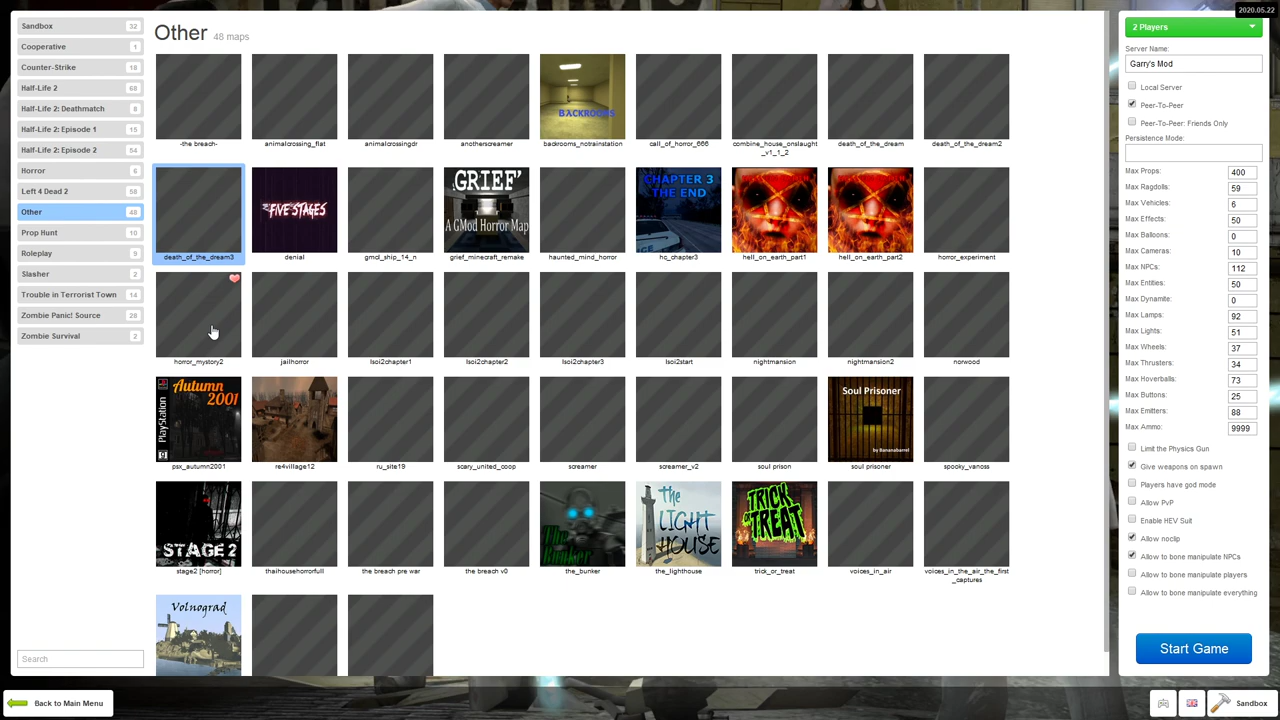 2020.05.22
Sandbox 32
Cooperative 1
Counter-Strike 18
Half-Life 2 68
Half-Life 2: Deathmatch 8
Half-Life 2: Episode 1 15
Half-Life 2: Episode 2 54
Horror 6
Left 4 Dead 2 58
Other 48
Prop Hunt 10
Roleplay 9
Slasher 2
Trouble in Terrorist Town 14
Zombie Panic! Source 28
Zombie Survival 2
Search
Back to Main Menu
Other 48 maps
BACKROOMS
-the breach- animalcrossing_flat animalcrossingdr anotherscreamer backrooms_notrainstation call_of_horror_666 combine_house_onslaught death_of_the_dream death_of_the_dream2
_v1_1_2
FIVE STAGES
GRIEF'
A GMod Horror Map
CHAPTER 3
THE END
death_of_the_dream3 denial gmcl_ship_14_n grief_minecraft_remake haunted_mind_horror hc_chapter3 hell_on_earth_part1 hell_on_earth_part2 horror_experiment
horror_mystory2 jailhorror lsoi2chapter1 lsoi2chapter2 lsoi2chapter3 lsoi2start nightmansion nightmansion2 norwood
PlayStation
Autumn
2001
Soul Prisoner
by Bananabarrel
psx_autumn2001 re4village12 ru_site19 scary_united_coop screamer screamer_v2 soul prison soul prisoner spooky_vanoss
STAGE 2
The Bunker
the
LIGHT
HOUSE
TRICK
OR
TREAT
stage2 [horror] thaihousehorrorfull the breach pre war the breach v0 the_bunker the_lighthouse trick_or_treat voices_in_air voices_in_the_air_the_first
_captures
Volnograd
2 Players
Server Name:
Garry's Mod
Local Server
Peer-To-Peer
Peer-To-Peer: Friends Only
Persistence Mode:
Max Props: 400
Max Ragdolls: 59
Max Vehicles: 6
Max Effects: 50
Max Balloons: 0
Max Cameras: 10
Max NPCs: 112
Max Entities: 50
Max Dynamite: 0
Max Lamps: 92
Max Lights: 51
Max Wheels: 37
Max Thrusters: 34
Max Hoverballs: 73
Max Buttons: 25
Max Emitters: 88
Max Ammo: 9999
Limit the Physics Gun
Give weapons on spawn
Players have god mode
Allow PvP
Enable HEV Suit
Allow noclip
Allow to bone manipulate NPCs
Allow to bone manipulate players
Allow to bone manipulate everything
Start Game
Sandbox